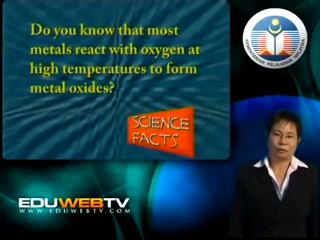 Do you know that most
metals react with oxygen at
high temperatures to form
metal oxides?
SCIENCE
FACTS
EDUWEBTV
WWW.EDUWEBTV.COM